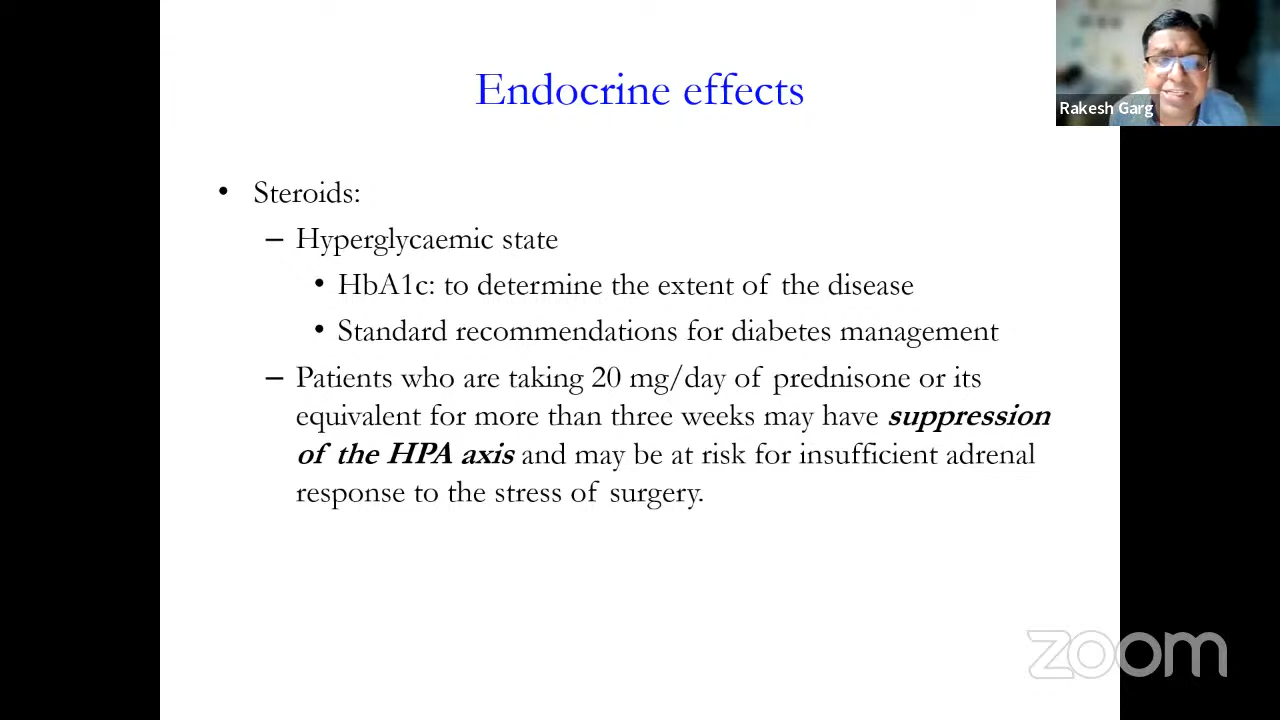 Endocrine effects
Rakesh Garg
• Steroids:
– Hyperglycaemic state
• HbA1c: to determine the extent of the disease
• Standard recommendations for diabetes management
– Patients who are taking 20 mg/day of prednisone or its
equivalent for more than three weeks may have suppression
of the HPA axis and may be at risk for insufficient adrenal
response to the stress of surgery.
zoom